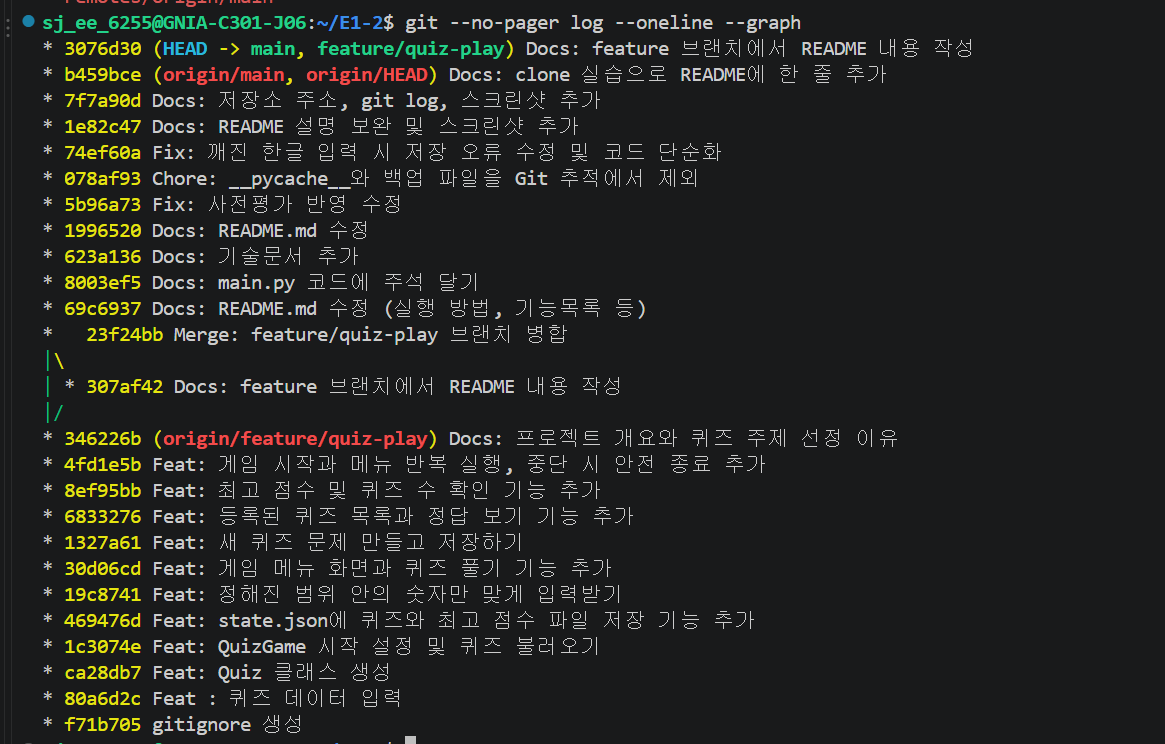 remotes/origin/main
sj_ee_6255@GNIA-C301-J06:~/E1-2$ git --no-pager log --oneline --graph
* 3076d30 (HEAD -> main, feature/quiz-play) Docs: feature 브랜치에서 README 내용 작성
* b459bce (origin/main, origin/HEAD) Docs: clone 실습으로 README에 한 줄 추가
* 7f7a90d Docs: 저장소 주소, git log, 스크린샷 추가
* 1e82c47 Docs: README 설명 보완 및 스크린샷 추가
* 74ef60a Fix: 깨진 한글 입력 시 저장 오류 수정 및 코드 단순화
* 078af93 Chore: __pycache__와 백업 파일을 Git 추적에서 제외
* 5b96a73 Fix: 사전평가 반영 수정
* 1996520 Docs: README.md 수정
* 623a136 Docs: 기술문서 추가
* 8003ef5 Docs: main.py 코드에 주석 달기
* 69c6937 Docs: README.md 수정 (실행 방법, 기능목록 등)
*   23f24bb Merge: feature/quiz-play 브랜치 병합
|\
| * 307af42 Docs: feature 브랜치에서 README 내용 작성
|/
* 346226b (origin/feature/quiz-play) Docs: 프로젝트 개요와 퀴즈 주제 선정 이유
* 4fd1e5b Feat: 게임 시작과 메뉴 반복 실행, 중단 시 안전 종료 추가
* 8ef95bb Feat: 최고 점수 및 퀴즈 수 확인 기능 추가
* 6833276 Feat: 등록된 퀴즈 목록과 정답 보기 기능 추가
* 1327a61 Feat: 새 퀴즈 문제 만들고 저장하기
* 30d06cd Feat: 게임 메뉴 화면과 퀴즈 풀기 기능 추가
* 19c8741 Feat: 정해진 범위 안의 숫자만 맞게 입력받기
* 469476d Feat: state.json에 퀴즈와 최고 점수 파일 저장 기능 추가
* 1c3074e Feat: QuizGame 시작 설정 및 퀴즈 불러오기
* ca28db7 Feat: Quiz 클래스 생성
* 80a6d2c Feat : 퀴즈 데이터 입력
* f71b705 gitignore 생성